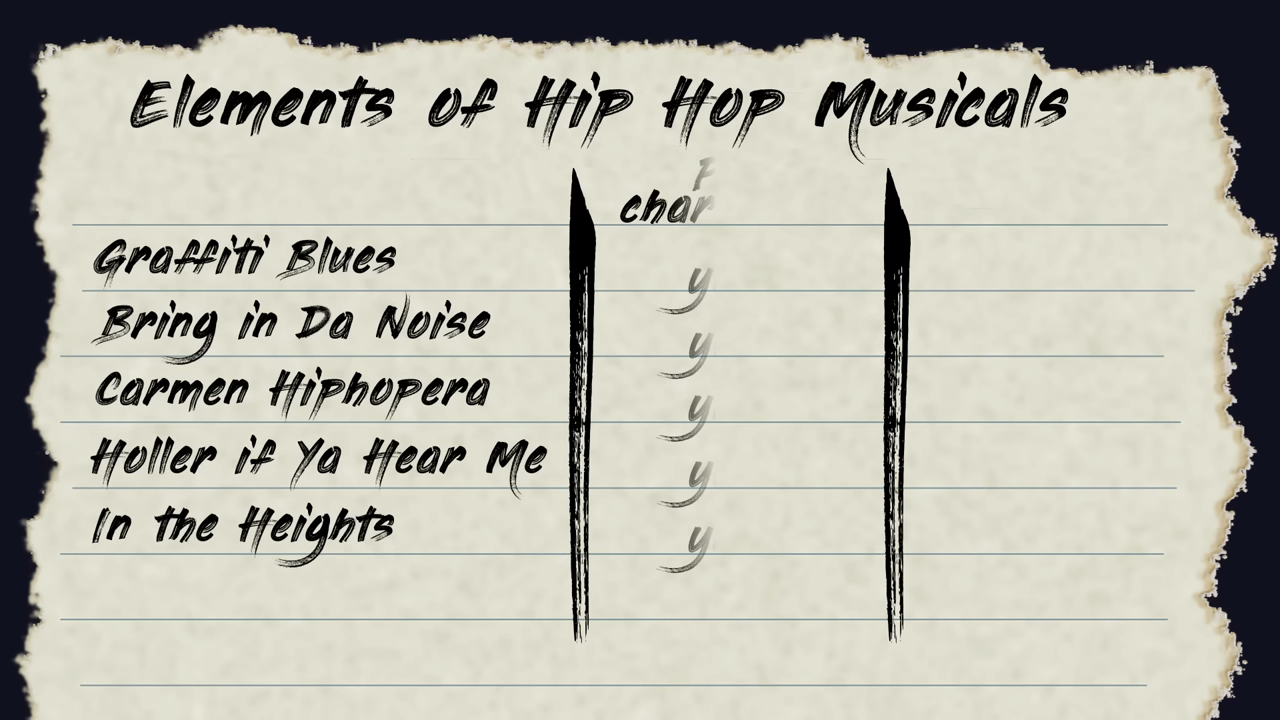 Elements of Hip Hop Musicals
Graffiti Blues
Bring in Da Noise
Carmen Hiphopera
Holler if Ya Hear Me
In the Heights